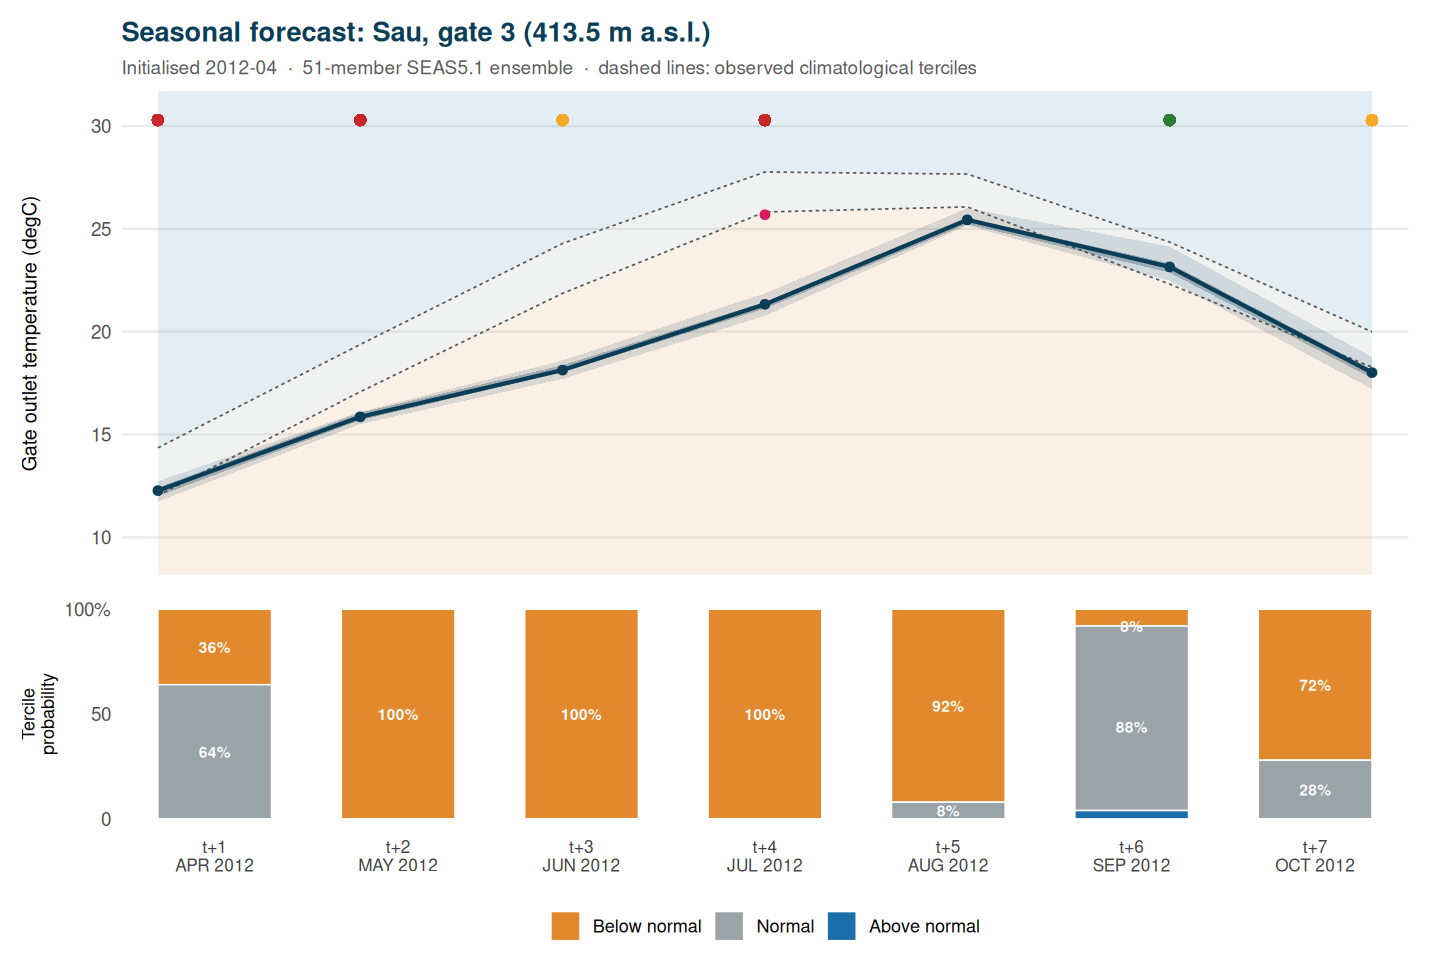 Seasonal forecast: Sau, gate 3 (413.5 m a.s.l.)
Initialised 2012-04 · 51-member SEAS5.1 ensemble · dashed lines: observed climatological terciles
Gate outlet temperature (degC)
30
25
20
15
10
Tercile
probability
100%
50
0
36%
64%
100%
100%
100%
92%
8%
8%
88%
72%
28%
t+1
APR 2012
t+2
MAY 2012
t+3
JUN 2012
t+4
JUL 2012
t+5
AUG 2012
t+6
SEP 2012
t+7
OCT 2012
Below normal
Normal
Above normal